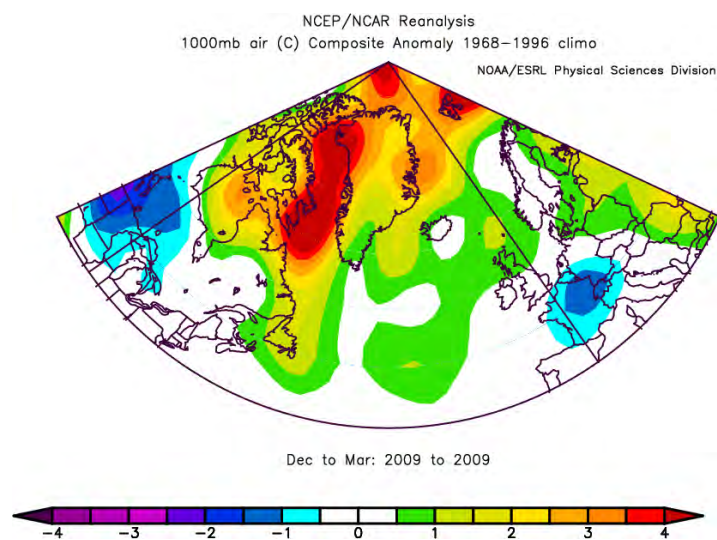 NCEP/NCAR Reanalysis
1000mb air (C) Composite Anomaly 1968-1996 climo
NOAA/ESRL Physical Sciences Division
Dec to Mar: 2009 to 2009
-4 -3 -2 -1 0 1 2 3 4